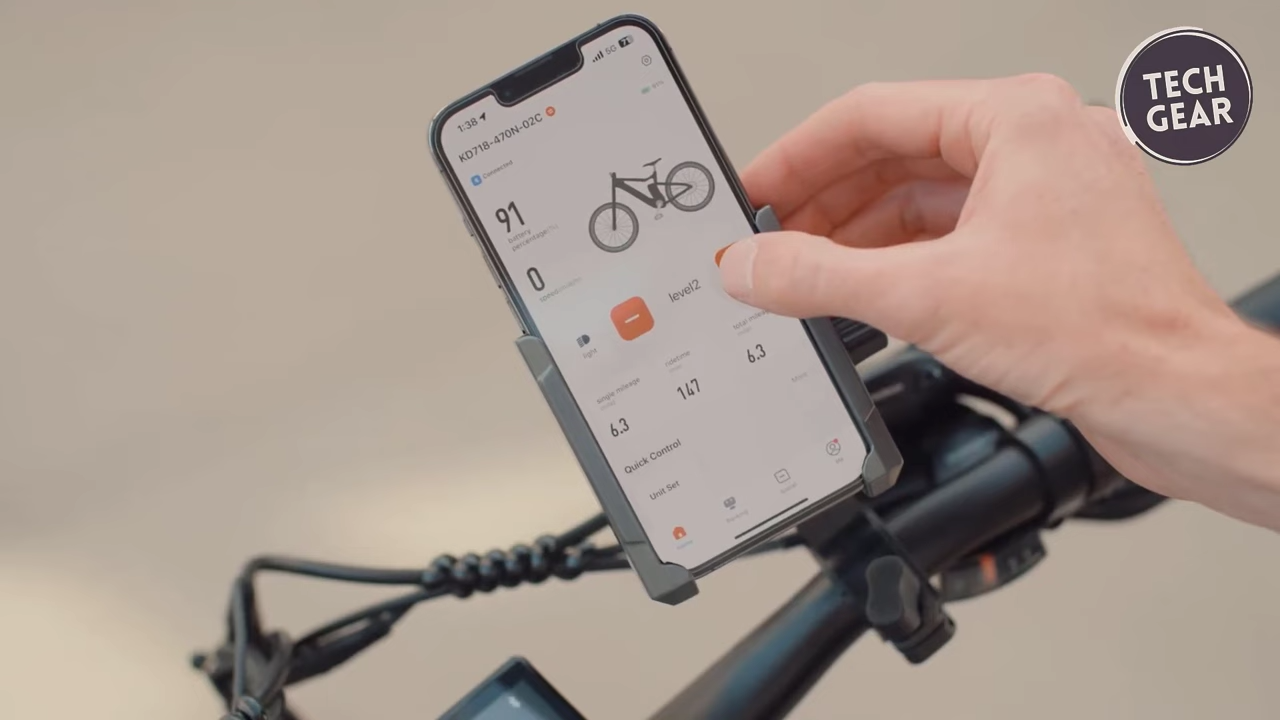 TECH
GEAR
5G
1:38
KD718-470N-02C
Connected
91
battery
percentage(%)
0
level2
light
single mileage
6.3
ridetime
147
total mileage
6.3
More
Quick Control
Unit Set